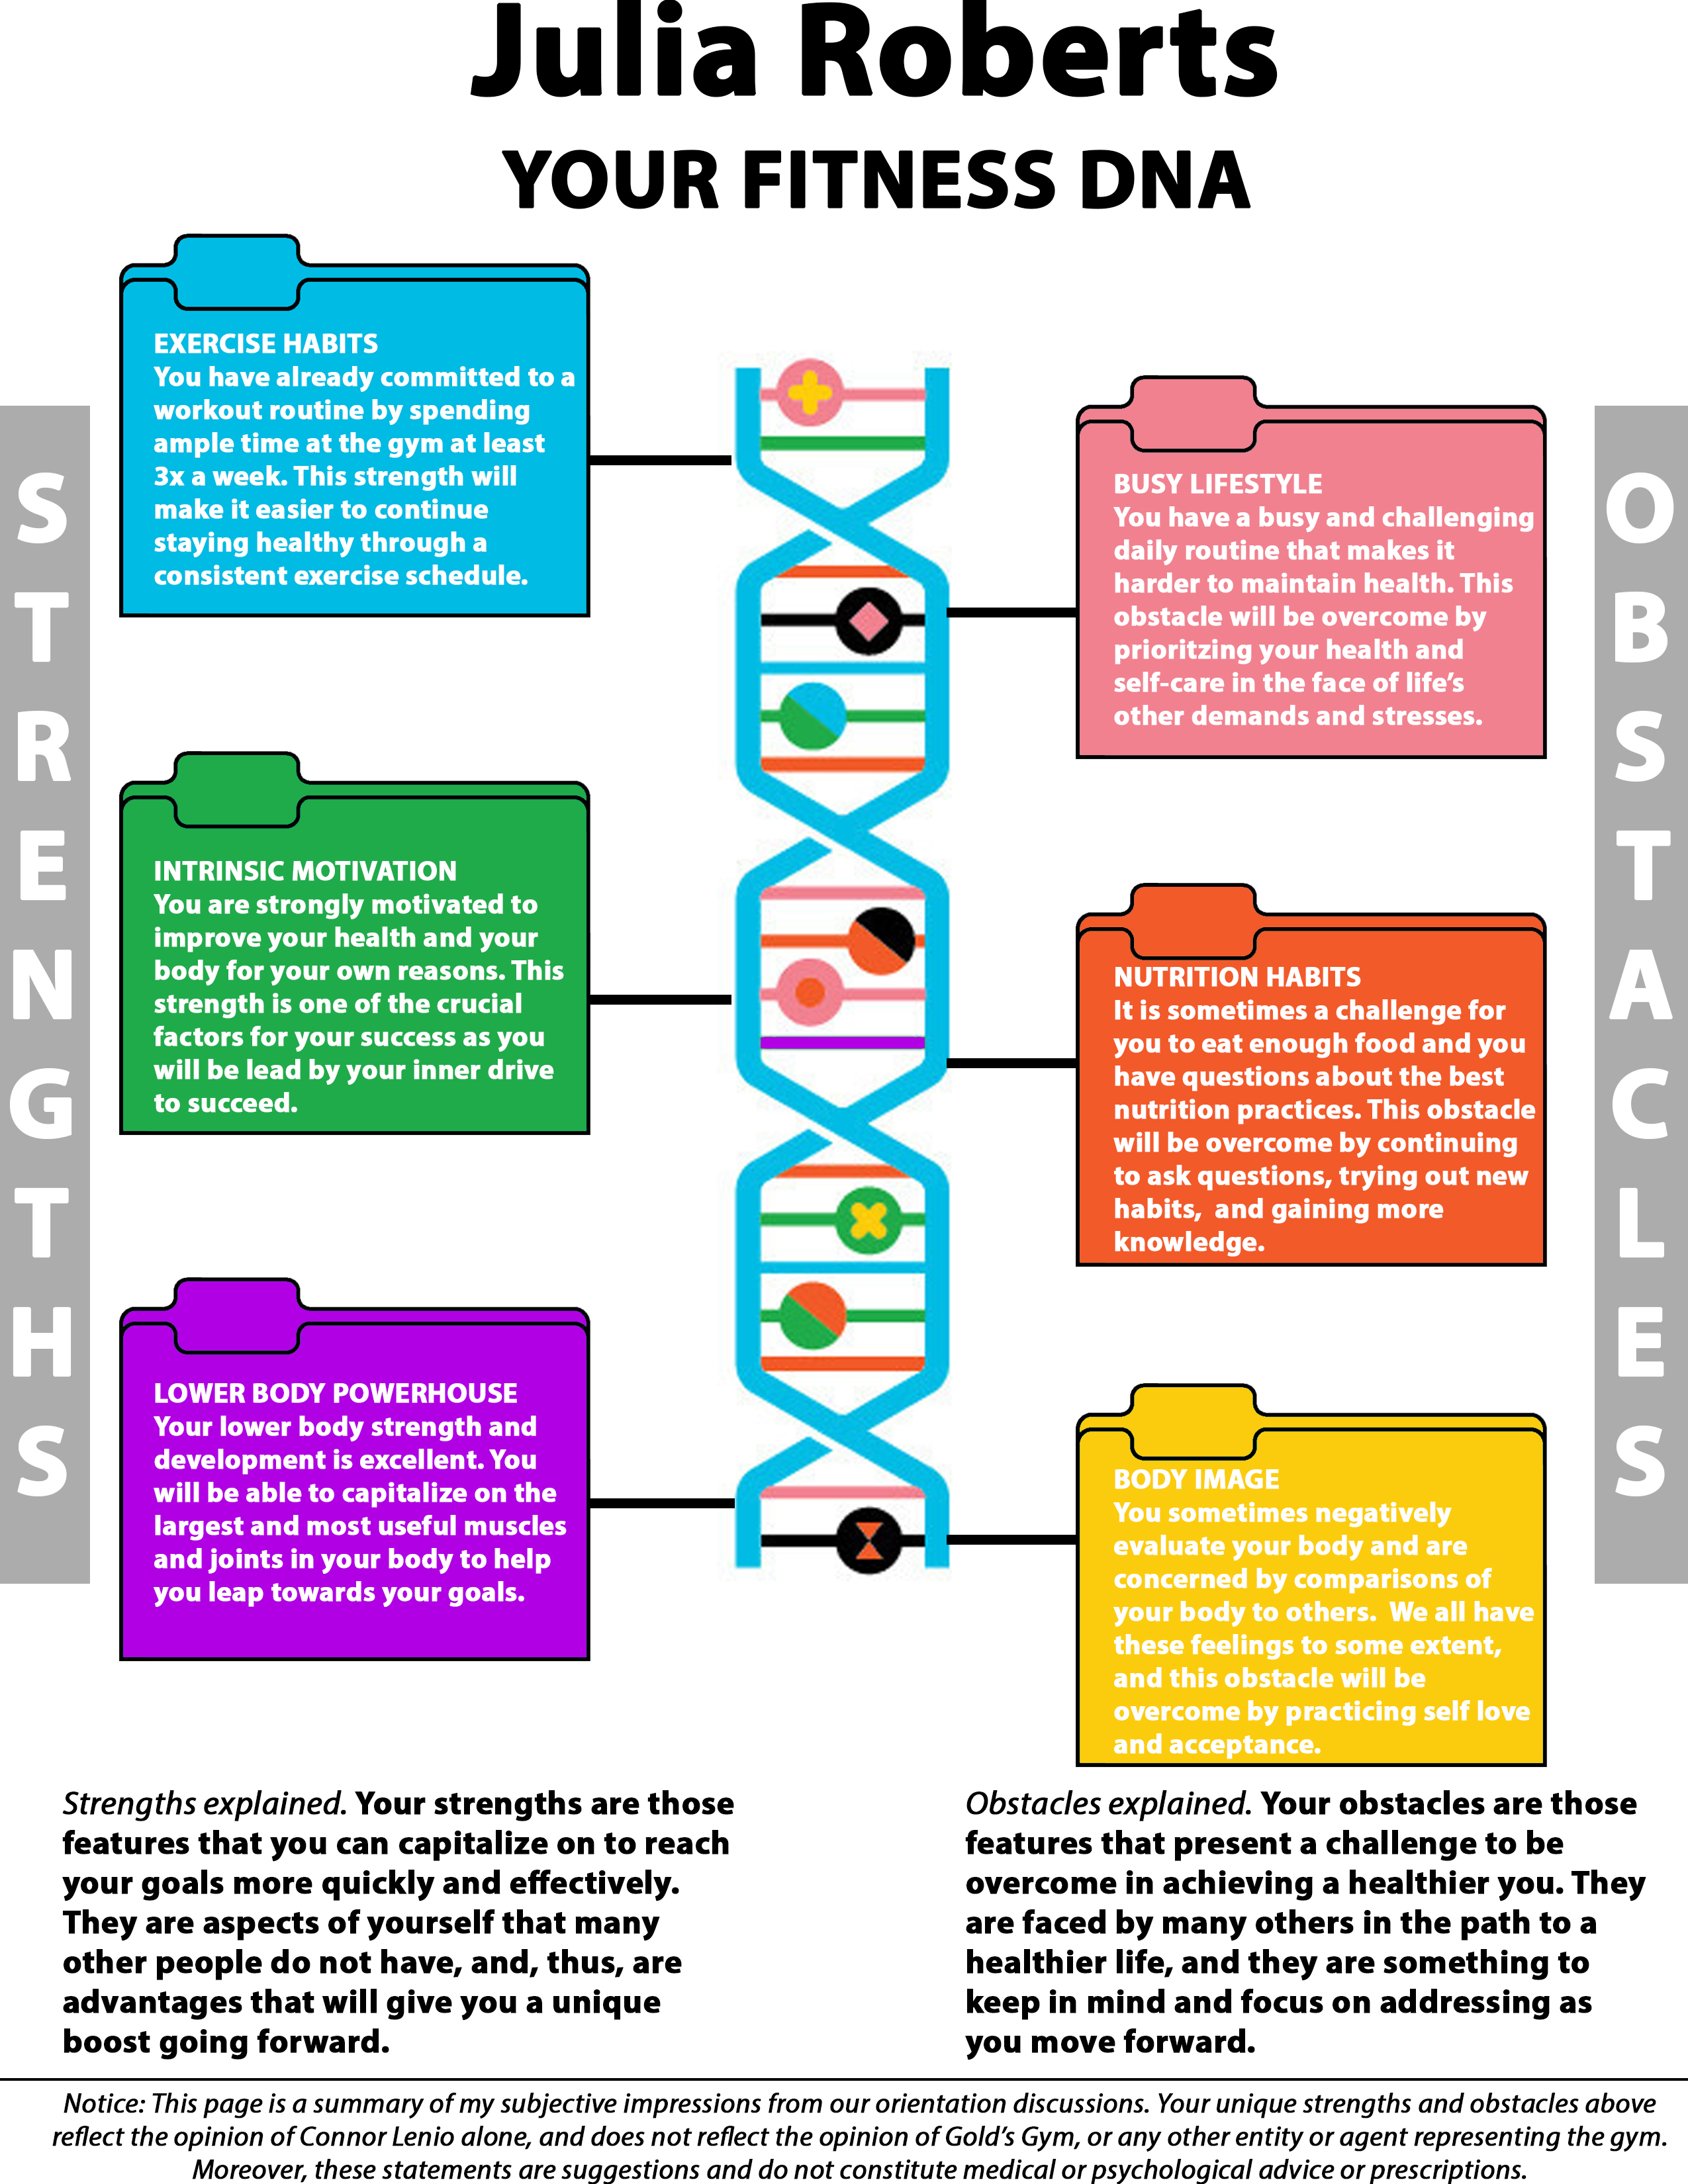 Julia Roberts
YOUR FITNESS DNA
STRENGTHS
EXERCISE HABITS
You have already committed to a
workout routine by spending
ample time at the gym at least
3x a week. This strength will
make it easier to continue
staying healthy through a
consistent exercise schedule.
INTRINSIC MOTIVATION
You are strongly motivated to
improve your health and your
body for your own reasons. This
strength is one of the crucial
factors for your success as you
will be lead by your inner drive
to succeed.
LOWER BODY POWERHOUSE
Your lower body strength and
development is excellent. You
will be able to capitalize on the
largest and most useful muscles
and joints in your body to help
you leap towards your goals.
OBSTACLES
BUSY LIFESTYLE
You have a busy and challenging
daily routine that makes it
harder to maintain health. This
obstacle will be overcome by
prioritzing your health and
self-care in the face of life’s
other demands and stresses.
NUTRITION HABITS
It is sometimes a challenge for
you to eat enough food and you
have questions about the best
nutrition practices. This obstacle
will be overcome by continuing
to ask questions, trying out new
habits,  and gaining more
knowledge.
BODY IMAGE
You sometimes negatively
evaluate your body and are
concerned by comparisons of
your body to others.  We all have
these feelings to some extent,
and this obstacle will be
overcome by practicing self love
and acceptance.
Strengths explained. Your strengths are those
features that you can capitalize on to reach
your goals more quickly and effectively.
They are aspects of yourself that many
other people do not have, and, thus, are
advantages that will give you a unique
boost going forward.
Obstacles explained. Your obstacles are those
features that present a challenge to be
overcome in achieving a healthier you. They
are faced by many others in the path to a
healthier life, and they are something to
keep in mind and focus on addressing as
you move forward.
Notice: This page is a summary of my subjective impressions from our orientation discussions. Your unique strengths and obstacles above
reflect the opinion of Connor Lenio alone, and does not reflect the opinion of Gold’s Gym, or any other entity or agent representing the gym.
Moreover, these statements are suggestions and do not constitute medical or psychological advice or prescriptions.